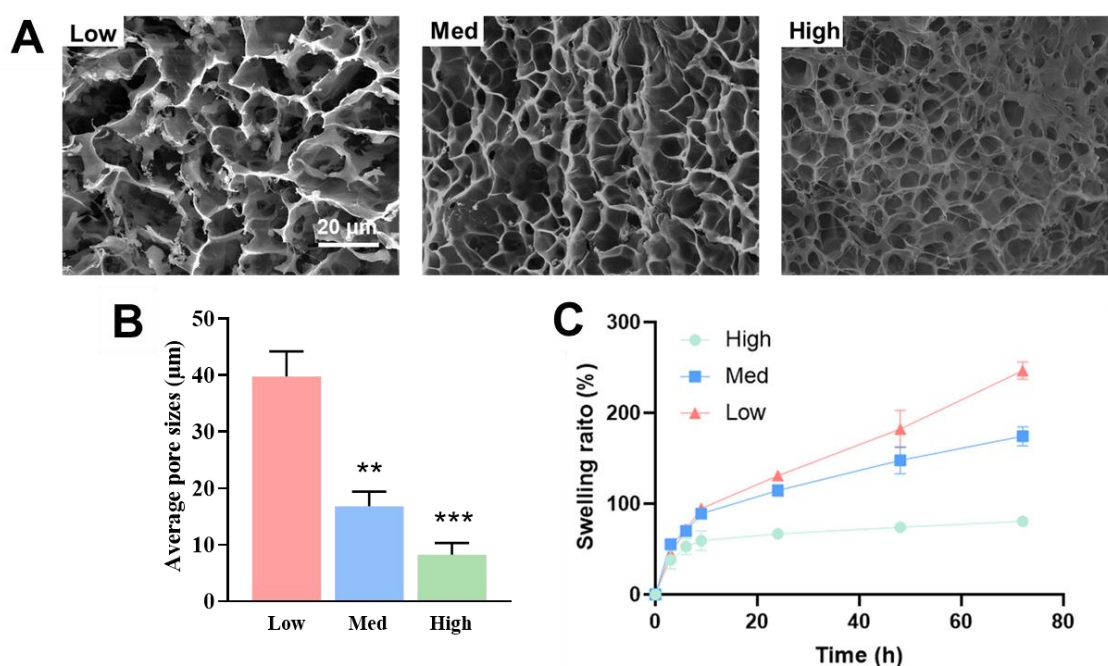 A
Low
Med
High
20 μm
B
Average pore sizes (μm)
50
40
30
20
10
0
**
***
Low
Med
High
C
Swelling raito (%)
300
200
100
0
High
Med
Low
0
20
40
60
80
Time (h)